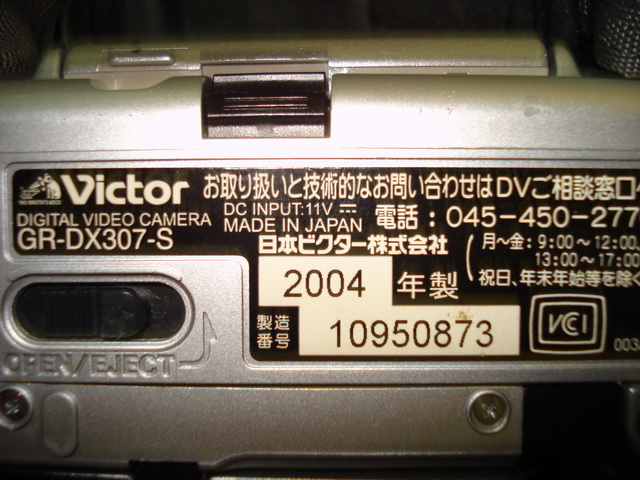 Victor
お取り扱いと技術的なお問い合わせはDVご相談窓口
DIGITAL VIDEO CAMERA
DC INPUT:11V
電話:045-450-277
GR-DX307-S
MADE IN JAPAN
日本ビクター株式会社
月~金:9:00~12:00
13:00~17:00
祝日、年末年始等を除く
2004 年製
製造番号 10950873
VCCI
003
OPEN/EJECT